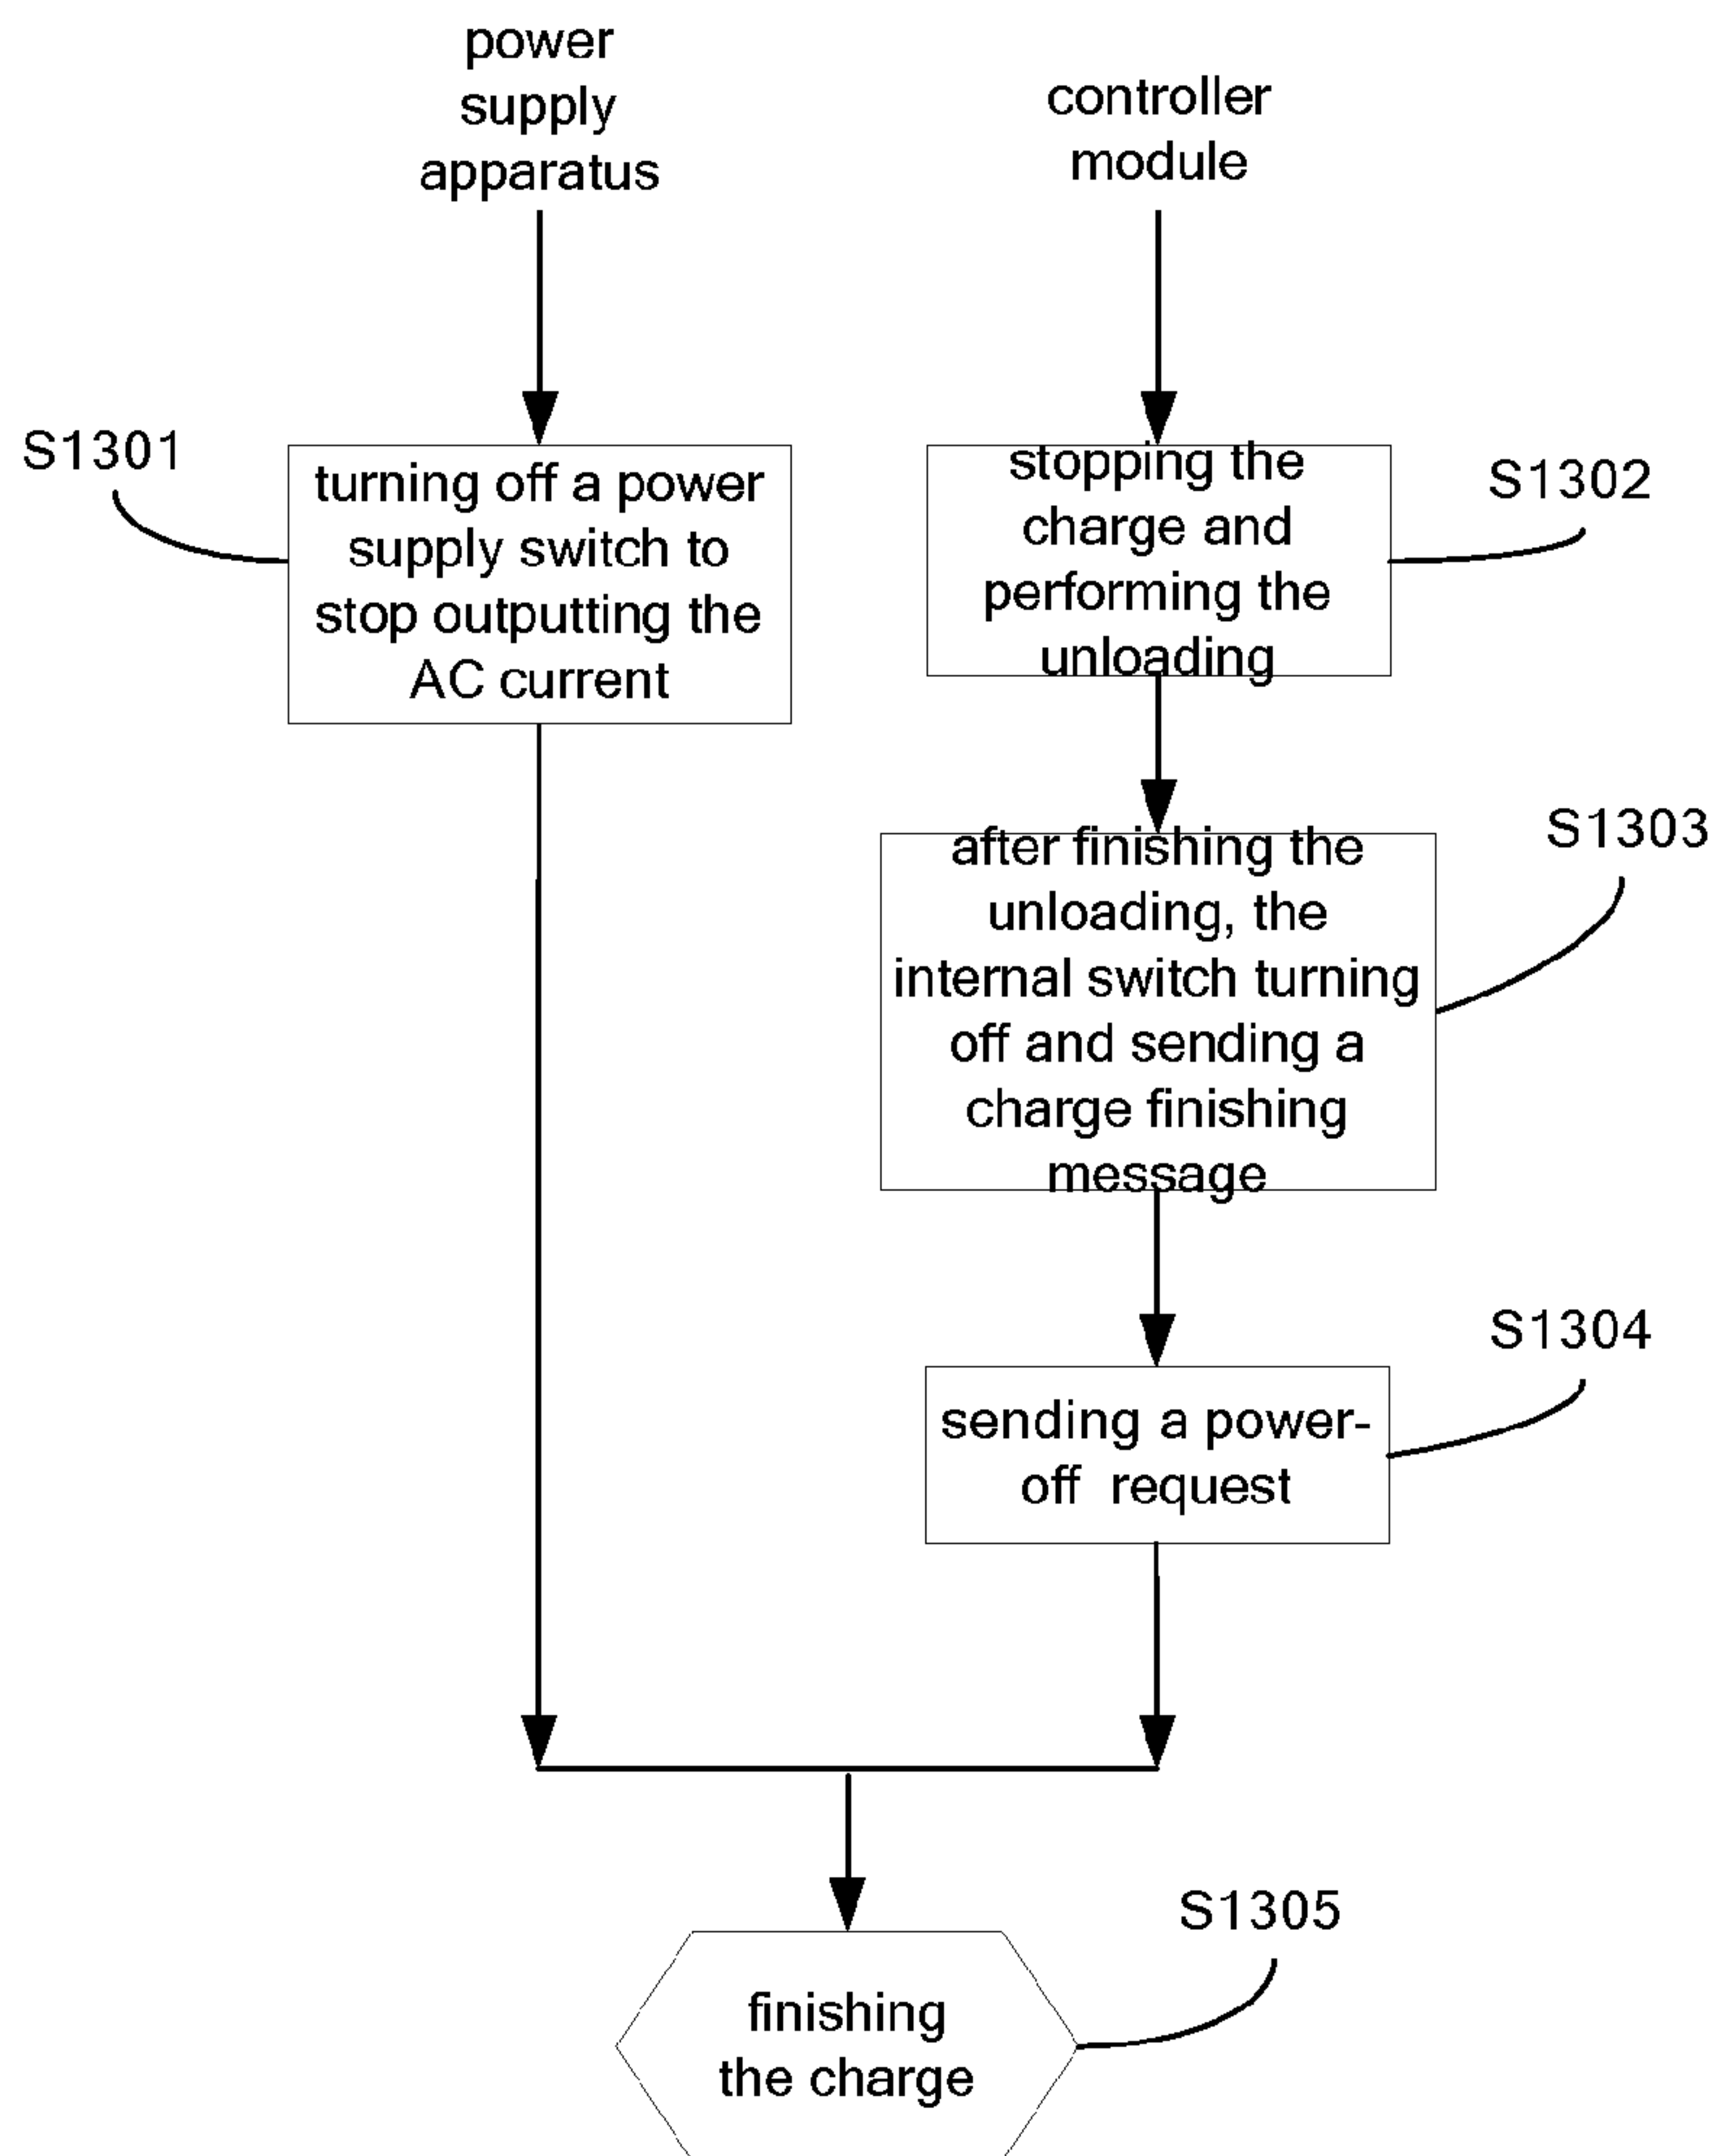 power
supply
apparatus
controller
module
S1301
turning off a power
supply switch to
stop outputting the
AC current
stopping the
charge and
performing the
unloading
S1302
after finishing the
unloading, the
internal switch turning
off and sending a
charge finishing
message
S1303
sending a power-
off request
S1304
finishing
the charge
S1305